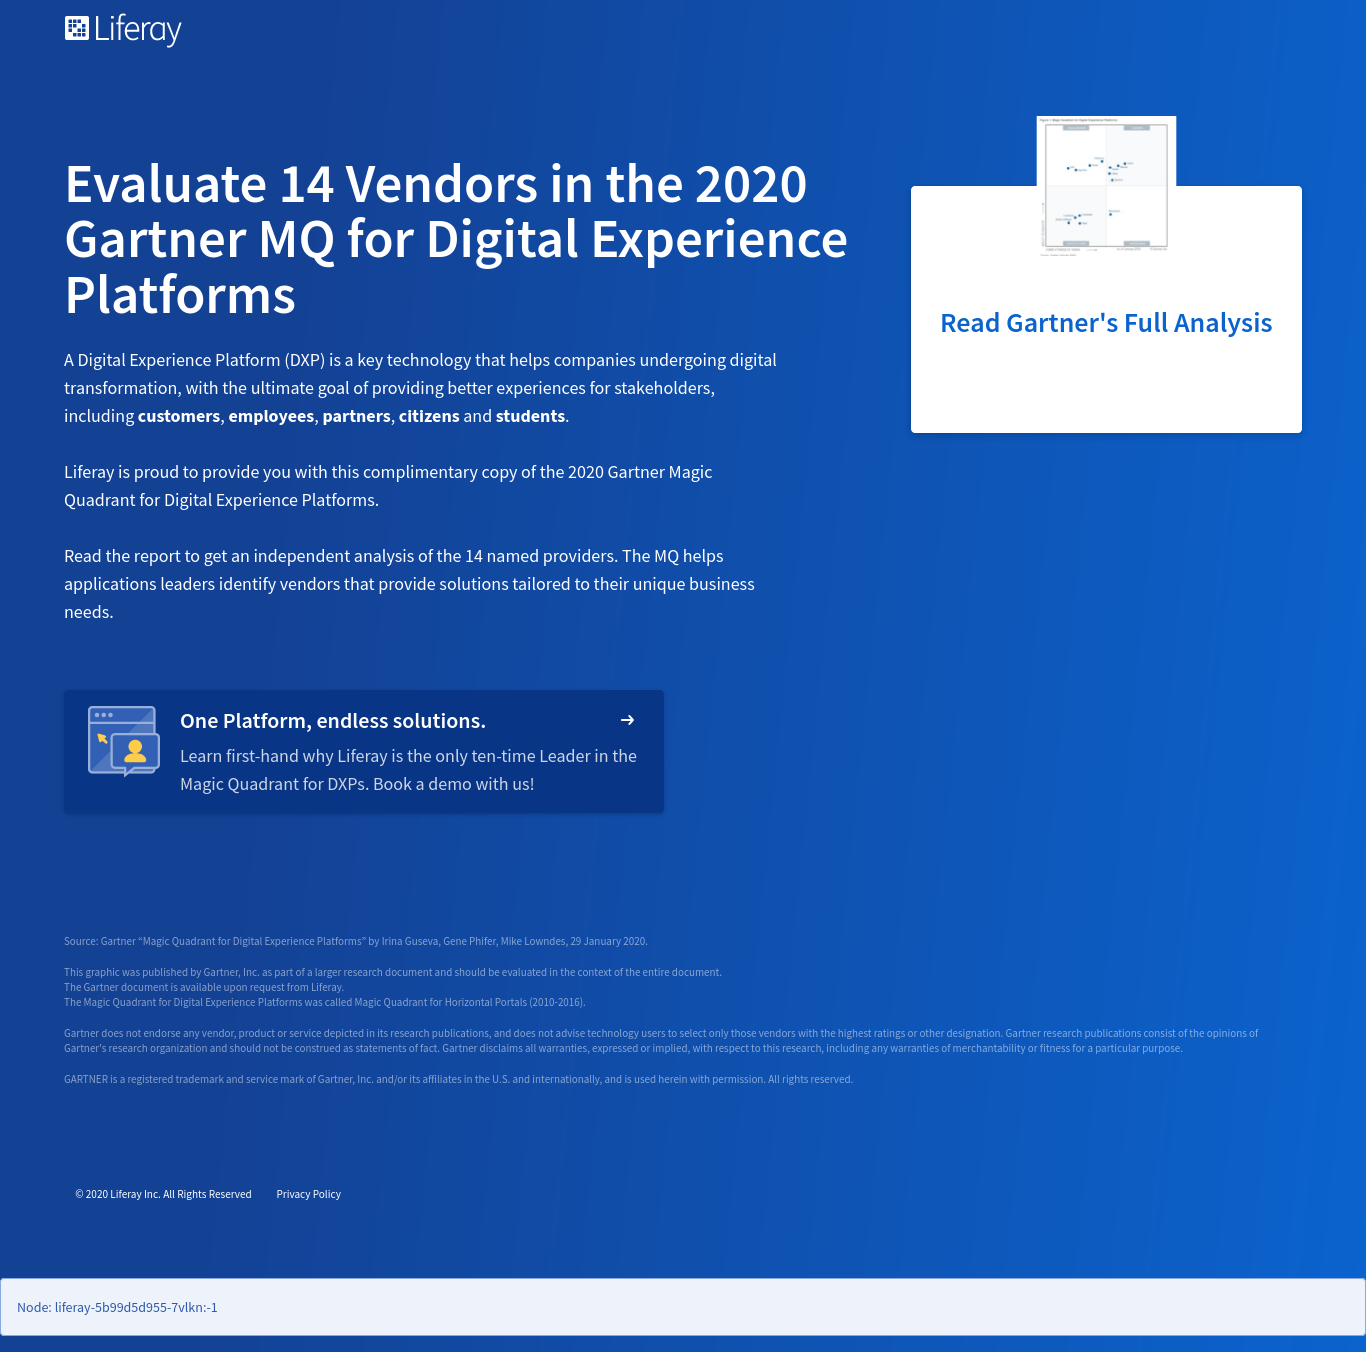 Liferay
Evaluate 14 Vendors in the 2020
Gartner MQ for Digital Experience
Platforms
A Digital Experience Platform (DXP) is a key technology that helps companies undergoing digital
transformation, with the ultimate goal of providing better experiences for stakeholders,
including customers, employees, partners, citizens and students.
Liferay is proud to provide you with this complimentary copy of the 2020 Gartner Magic
Quadrant for Digital Experience Platforms.
Read the report to get an independent analysis of the 14 named providers. The MQ helps
applications leaders identify vendors that provide solutions tailored to their unique business
needs.
Read Gartner's Full Analysis
One Platform, endless solutions.
Learn first-hand why Liferay is the only ten-time Leader in the
Magic Quadrant for DXPs. Book a demo with us!
Source: Gartner “Magic Quadrant for Digital Experience Platforms” by Irina Guseva, Gene Phifer, Mike Lowndes, 29 January 2020.
This graphic was published by Gartner, Inc. as part of a larger research document and should be evaluated in the context of the entire document.
The Gartner document is available upon request from Liferay.
The Magic Quadrant for Digital Experience Platforms was called Magic Quadrant for Horizontal Portals (2010-2016).
Gartner does not endorse any vendor, product or service depicted in its research publications, and does not advise technology users to select only those vendors with the highest ratings or other designation. Gartner research publications consist of the opinions of
Gartner's research organization and should not be construed as statements of fact. Gartner disclaims all warranties, expressed or implied, with respect to this research, including any warranties of merchantability or fitness for a particular purpose.
GARTNER is a registered trademark and service mark of Gartner, Inc. and/or its affiliates in the U.S. and internationally, and is used herein with permission. All rights reserved.
© 2020 Liferay Inc. All Rights Reserved Privacy Policy
Node: liferay-5b99d5d955-7vlkn:-1